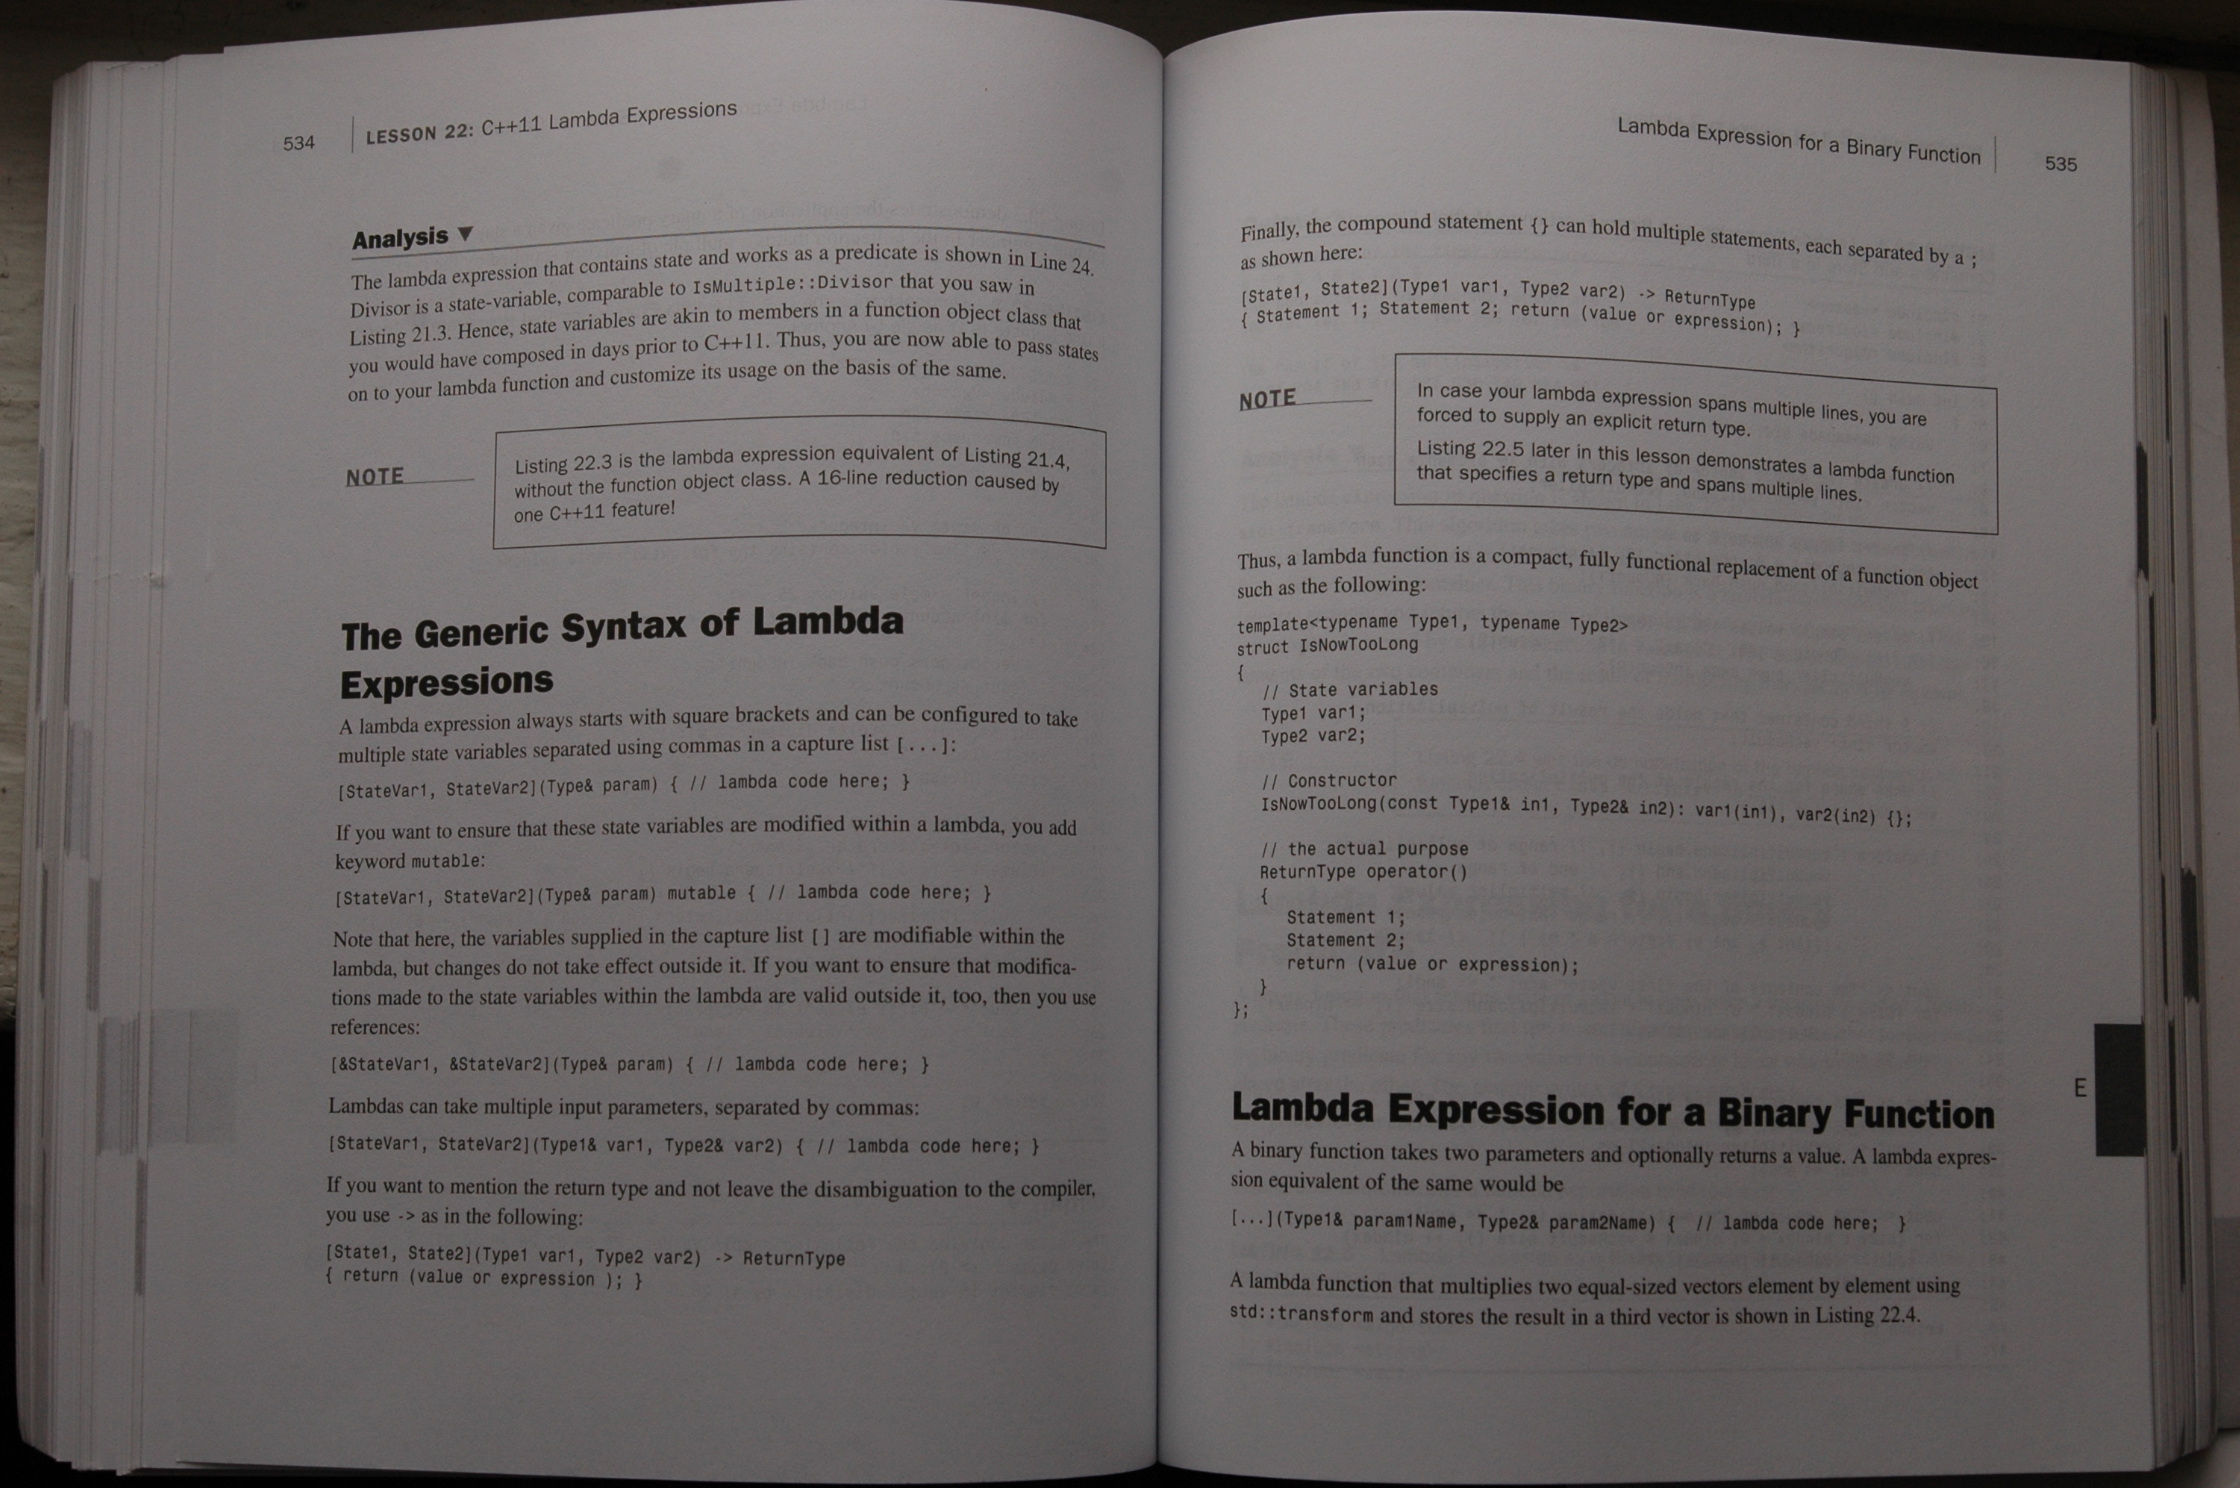 534
LESSON 22: C++11 Lambda Expressions
Analysis ▼
The lambda expression that contains state and works as a predicate is shown in Line 24.
Divisor is a state-variable, comparable to IsMultiple::Divisor that you saw in
Listing 21.3. Hence, state variables are akin to members in a function object class that
you would have composed in days prior to C++11. Thus, you are now able to pass states
on to your lambda function and customize its usage on the basis of the same.
NOTE
Listing 22.3 is the lambda expression equivalent of Listing 21.4,
without the function object class. A 16-line reduction caused by
one C++11 feature!
The Generic Syntax of Lambda
Expressions
A lambda expression always starts with square brackets and can be configured to take
multiple state variables separated using commas in a capture list [...]:
[StateVar1, StateVar2](Type& param) { // lambda code here; }
If you want to ensure that these state variables are modified within a lambda, you add
keyword mutable:
[StateVar1, StateVar2](Type& param) mutable { // lambda code here; }
Note that here, the variables supplied in the capture list [] are modifiable within the
lambda, but changes do not take effect outside it. If you want to ensure that modifica-
tions made to the state variables within the lambda are valid outside it, too, then you use
references:
[&StateVar1, &StateVar2](Type& param) { // lambda code here; }
Lambdas can take multiple input parameters, separated by commas:
[StateVar1, StateVar2](Type1& var1, Type2& var2) { // lambda code here; }
If you want to mention the return type and not leave the disambiguation to the compiler,
you use -> as in the following:
[State1, State2](Type1 var1, Type2 var2) -> ReturnType
{ return (value or expression ); }
Lambda Expression for a Binary Function
535
Finally, the compound statement {} can hold multiple statements, each separated by a ;
as shown here:
[State1, State2](Type1 var1, Type2 var2) -> ReturnType
{ Statement 1; Statement 2; return (value or expression); }
NOTE
In case your lambda expression spans multiple lines, you are
forced to supply an explicit return type.
Listing 22.5 later in this lesson demonstrates a lambda function
that specifies a return type and spans multiple lines.
Thus, a lambda function is a compact, fully functional replacement of a function object
such as the following:
template<typename Type1, typename Type2>
struct IsNowTooLong
{
// State variables
Type1 var1;
Type2 var2;
// Constructor
IsNowTooLong(const Type1& in1, Type2& in2): var1(in1), var2(in2) {};
// the actual purpose
ReturnType operator()
{
Statement 1;
Statement 2;
return (value or expression);
}
};
E
Lambda Expression for a Binary Function
A binary function takes two parameters and optionally returns a value. A lambda expres-
sion equivalent of the same would be
[...](Type1& param1Name, Type2& param2Name) { // lambda code here; }
A lambda function that multiplies two equal-sized vectors element by element using
std::transform and stores the result in a third vector is shown in Listing 22.4.